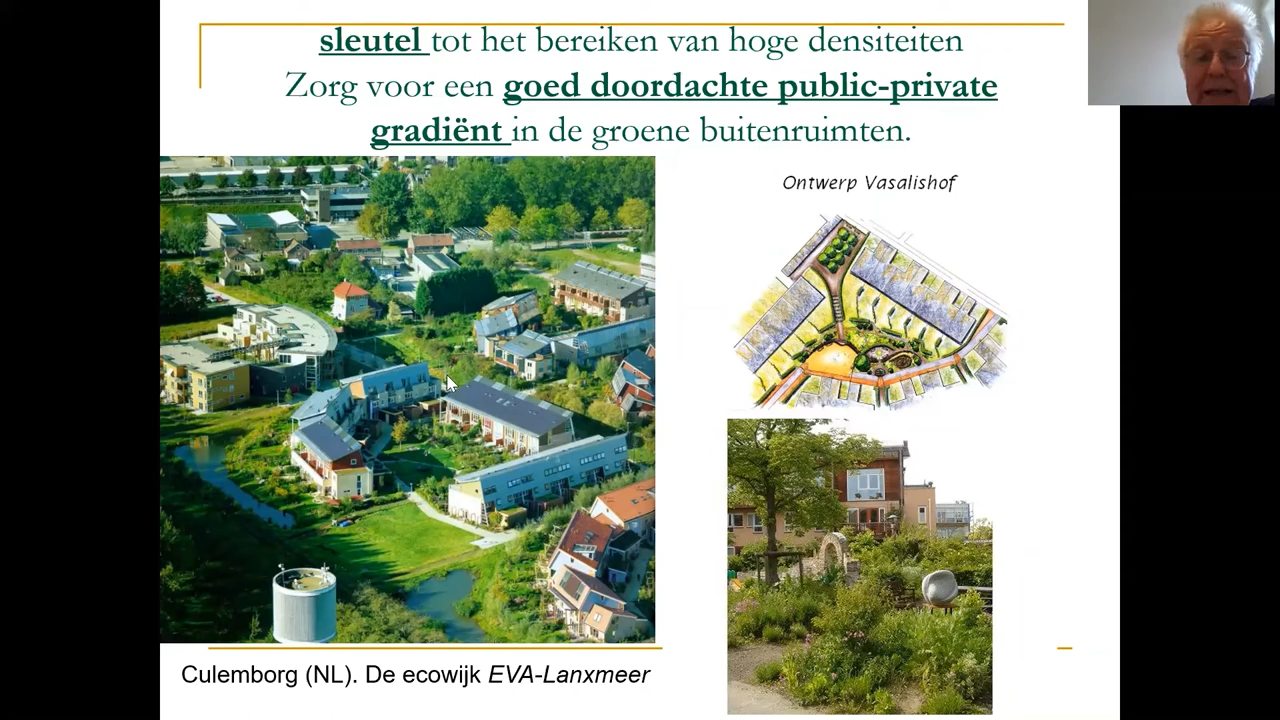 sleutel tot het bereiken van hoge densiteiten
Zorg voor een goed doordachte public-private
gradiënt in de groene buitenruimten.
Ontwerp Vasalishof
Culemborg (NL). De ecowijk EVA-Lanxmeer